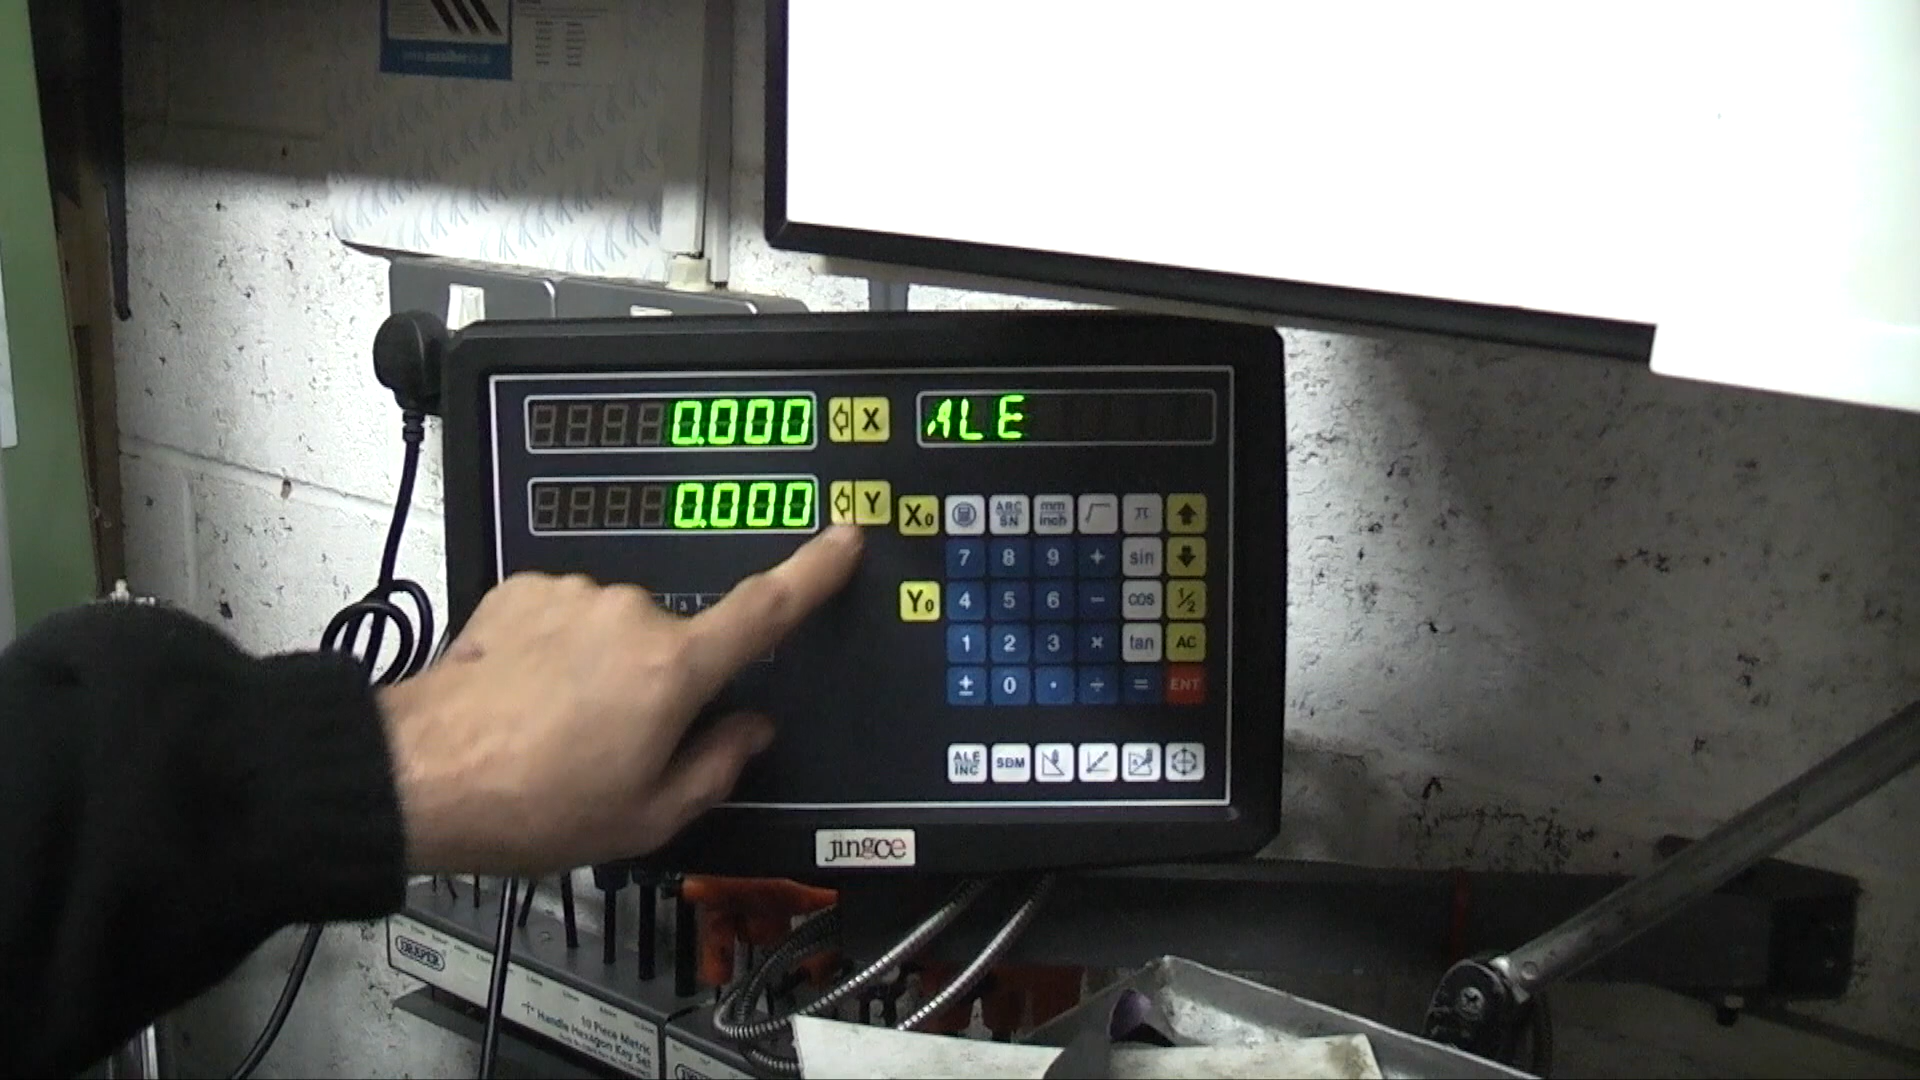 0.000 X ALE
0.000 Y
X₀ ARC SIN mm inch √ π
7 8 9 + sin
Y₀ 4 5 6 - COS 1/2
1 2 3 × tan AC
± 0 · ÷ = ENT
ALE INC SDM
jingce
DRAPER
10 Piece Metric
Handle Hexagon Key Set